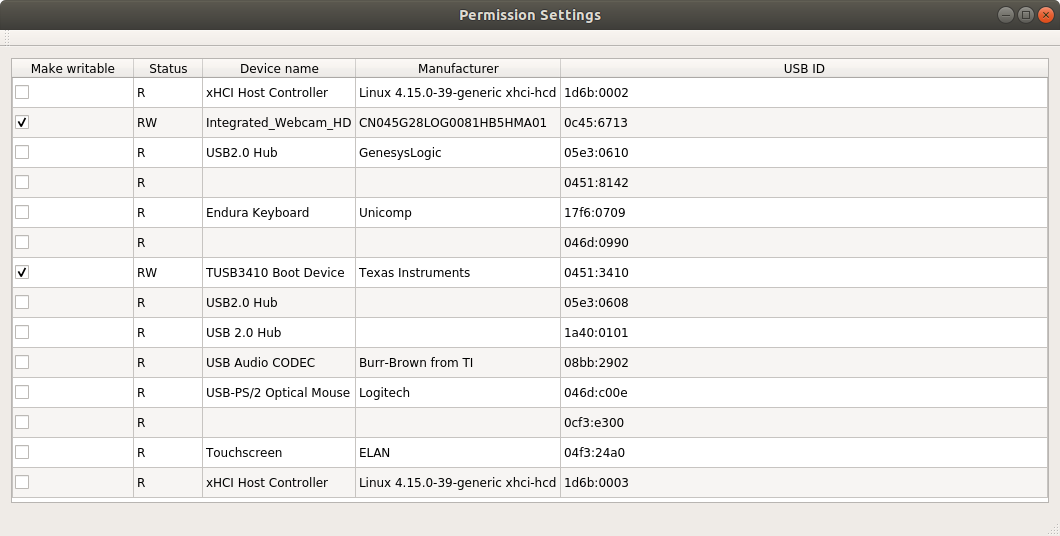 Permission Settings
Make writable Status Device name Manufacturer USB ID
R xHCI Host Controller Linux 4.15.0-39-generic xhci-hcd 1d6b:0002
RW Integrated_Webcam_HD CN045G28LOG0081HB5HMA01 0c45:6713
R USB2.0 Hub GenesysLogic 05e3:0610
R 0451:8142
R Endura Keyboard Unicomp 17f6:0709
R 046d:0990
RW TUSB3410 Boot Device Texas Instruments 0451:3410
R USB2.0 Hub 05e3:0608
R USB 2.0 Hub 1a40:0101
R USB Audio CODEC Burr-Brown from TI 08bb:2902
R USB-PS/2 Optical Mouse Logitech 046d:c00e
R 0cf3:e300
R Touchscreen ELAN 04f3:24a0
R xHCI Host Controller Linux 4.15.0-39-generic xhci-hcd 1d6b:0003